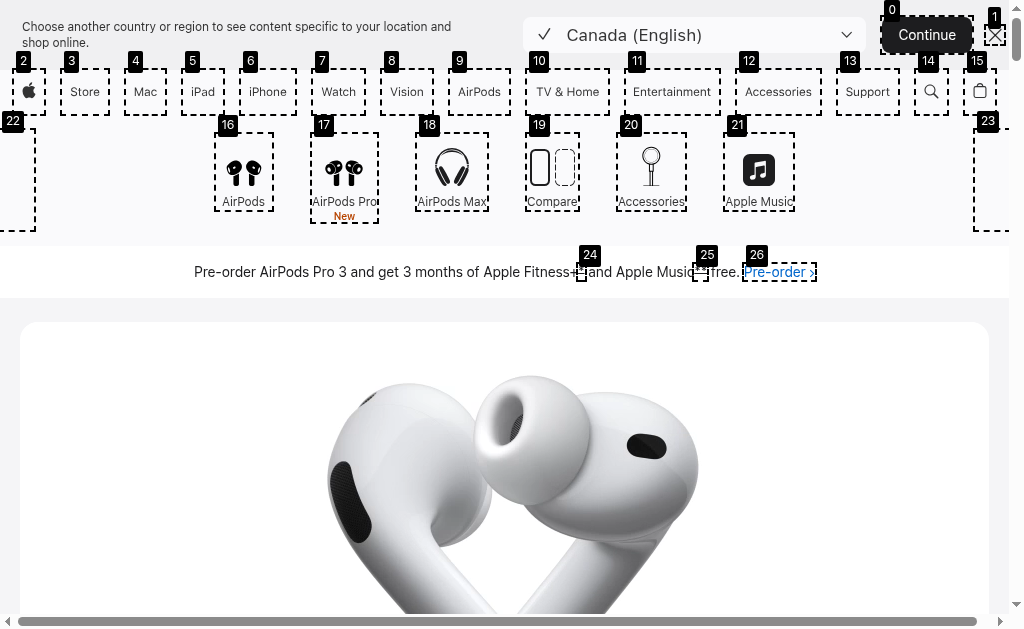 Choose another country or region to see content specific to your location and
shop online.
Canada (English)
0
Continue
1
2
3
Store
4
Mac
5
iPad
6
iPhone
7
Watch
8
Vision
9
AirPods
10
TV & Home
11
Entertainment
12
Accessories
13
Support
14
15
22
16
AirPods
17
AirPods Pro
New
18
AirPods Max
19
Compare
20
Accessories
21
Apple Music
23
24
25
26
Pre-order AirPods Pro 3 and get 3 months of Apple Fitness+* and Apple Music** free. Pre-order ›